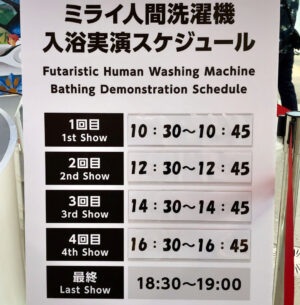 ミライ人間洗濯機
入浴実演スケジュール
Futuristic Human Washing Machine
Bathing Demonstration Schedule
1回目
1st Show
10:30～10:45
2回目
2nd Show
12:30～12:45
3回目
3rd Show
14:30～14:45
4回目
4th Show
16:30～16:45
最終
Last Show
18:30～19:00